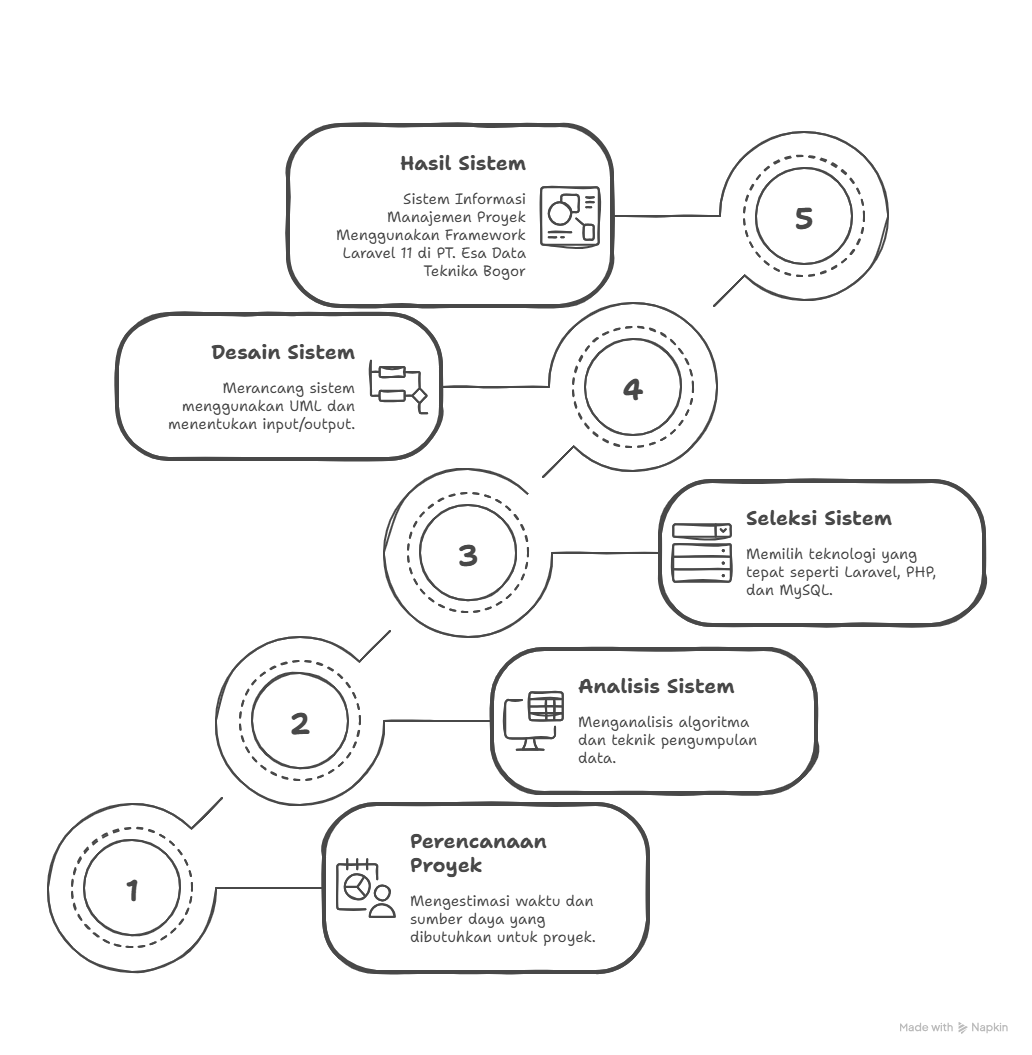 Hasil Sistem
Sistem Informasi
Manajemen Proyek
Menggunakan Framework
Laravel 11 di PT. Esa Data
Teknika Bogor
5
Desain Sistem
Merancang sistem
menggunakan UML dan
menentukan input/output.
4
3
Seleksi Sistem
Memilih teknologi yang
tepat seperti Laravel, PHP,
dan MySQL.
2
Analisis Sistem
Menganalisis algoritma
dan teknik pengumpulan
data.
1
Perencanaan
Proyek
Mengestimasi waktu dan
sumber daya yang
dibutuhkan untuk proyek.
Made with Napkin